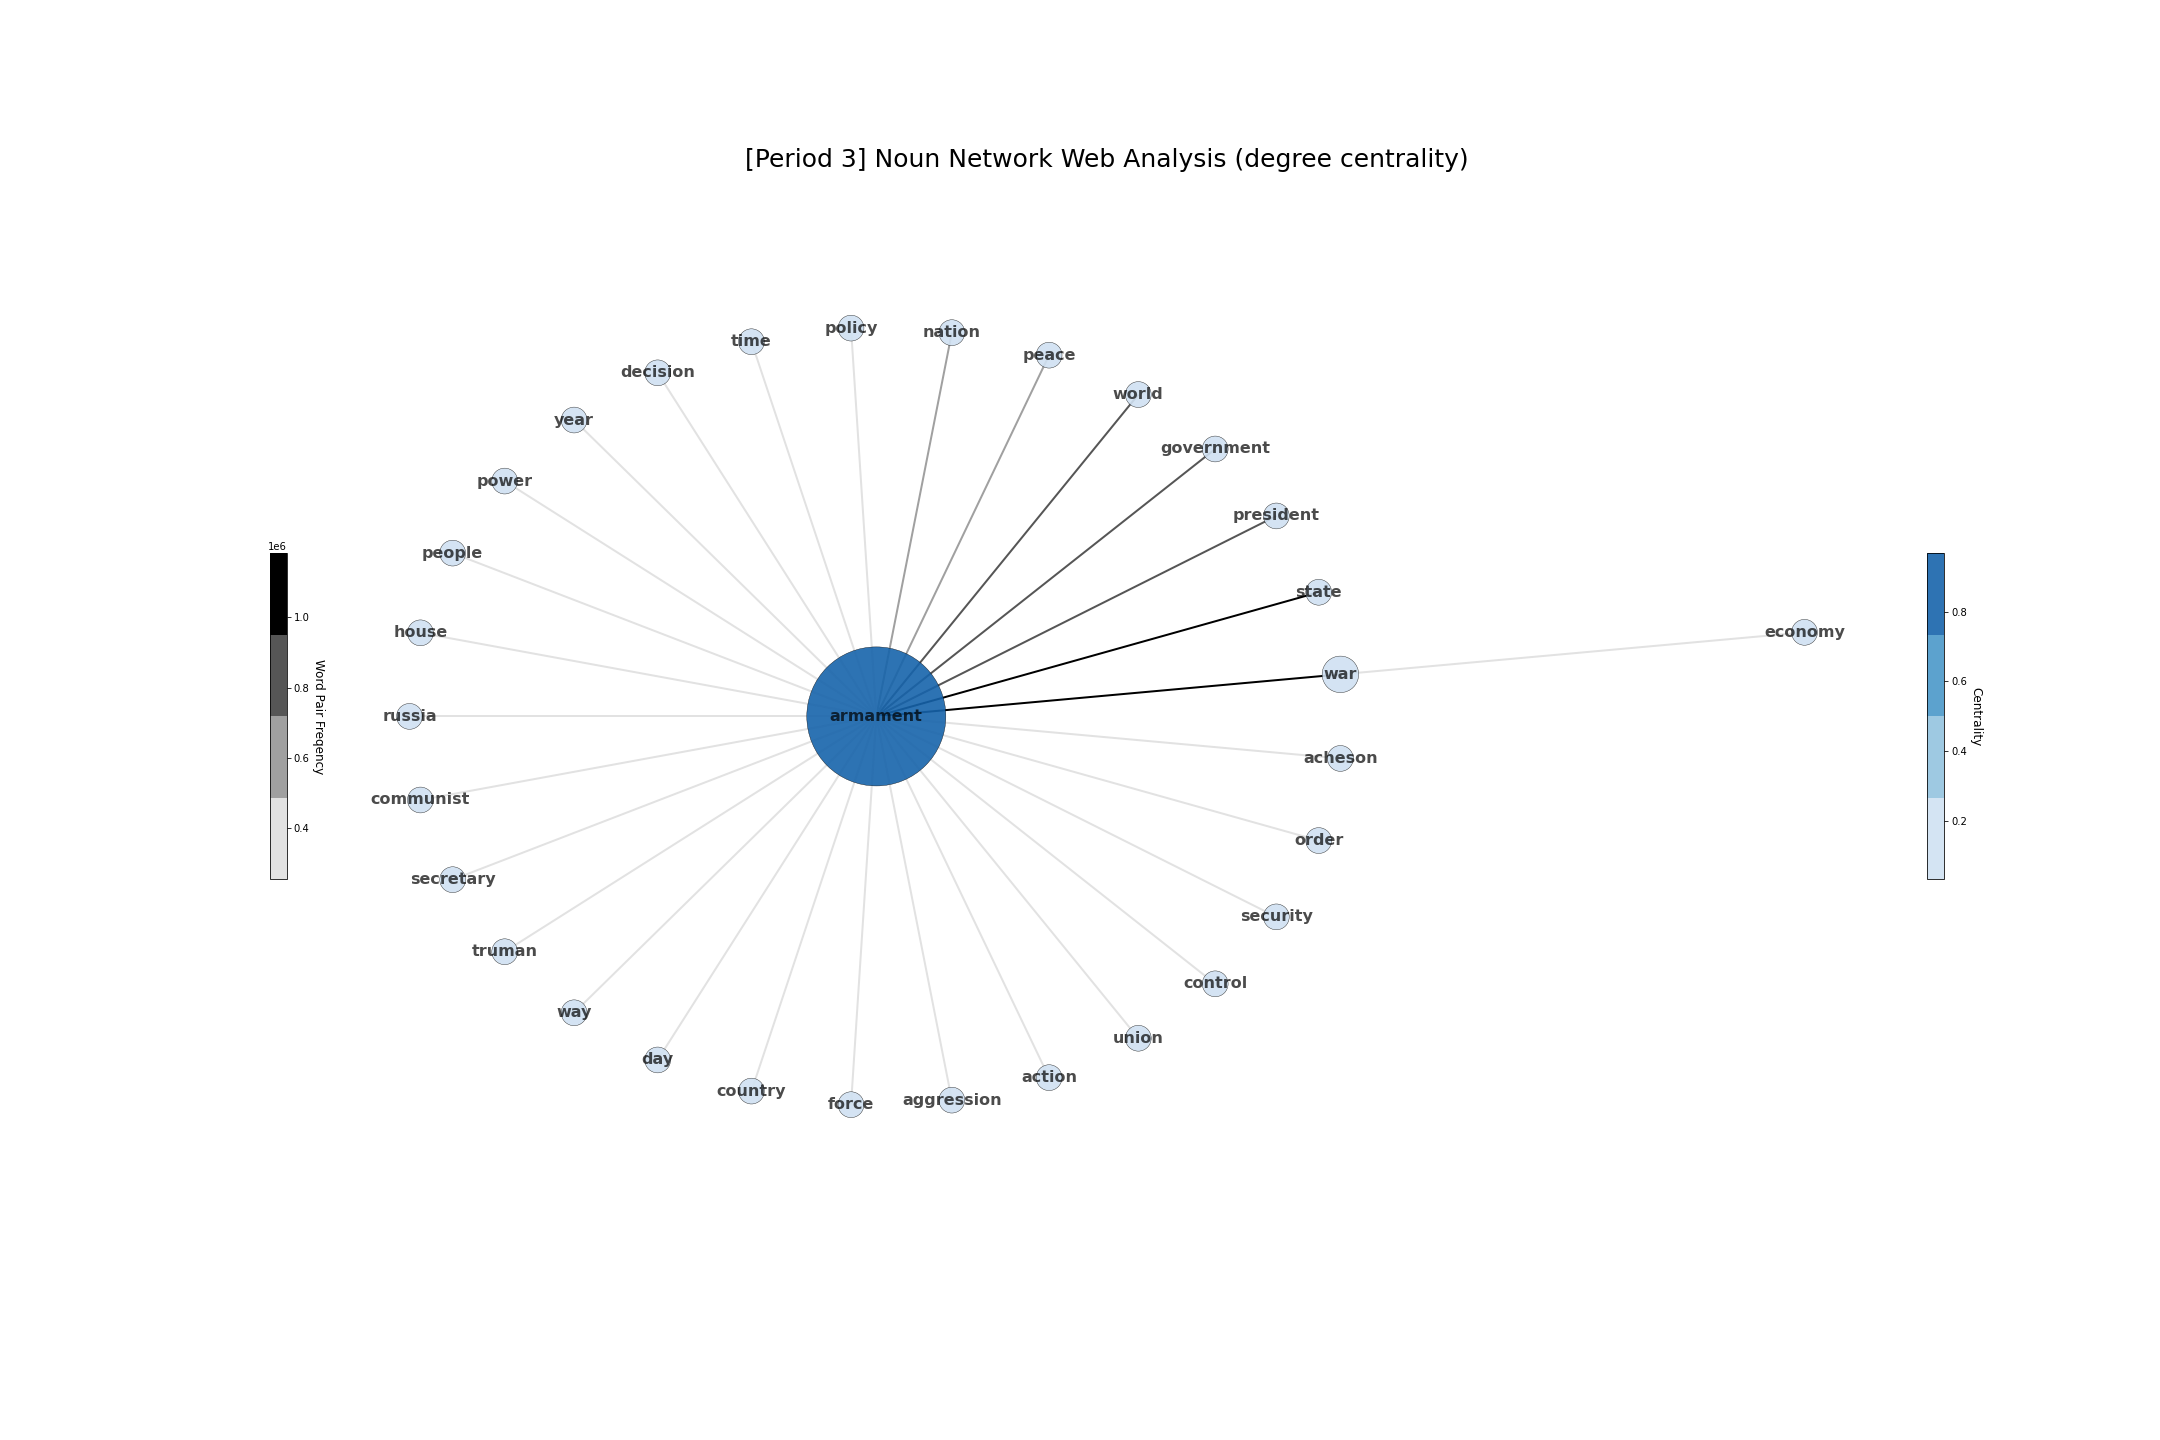 [Period 3] Noun Network Web Analysis (degree centrality)
policy
nation
time
peace
decision
world
year
government
power
president
1e6
people
state
house
economy
war
russia
armament
acheson
communist
order
secretary
security
truman
control
way
union
day
action
country
aggression
force
1.0
0.8
0.6
0.4
Word Pair Freqency
0.8
0.6
0.4
0.2
Centrality